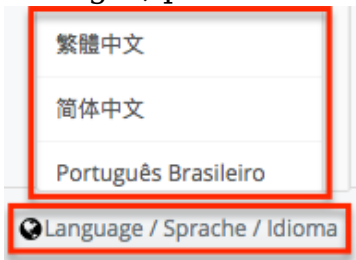 繁體中文
简体中文
Português Brasileiro
Language / Sprache / Idioma